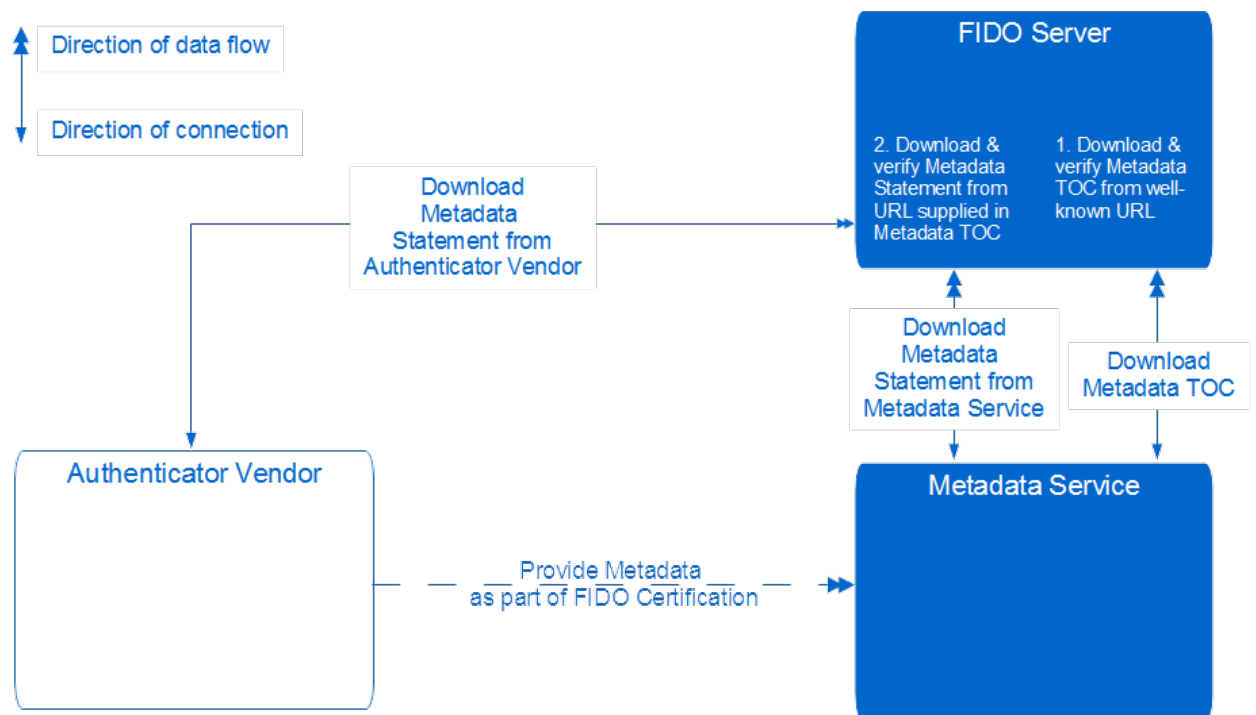 Direction of data flow
Direction of connection
FIDO Server
2. Download &
verify Metadata
Statement from
URL supplied in
Metadata TOC
1. Download &
verify Metadata
TOC from well-
known URL
Download
Metadata
Statement from
Authenticator Vendor
Download
Metadata
Statement from
Metadata Service
Download
Metadata TOC
Authenticator Vendor
Metadada Service
Provide Metadata
as part of FIDO Certification